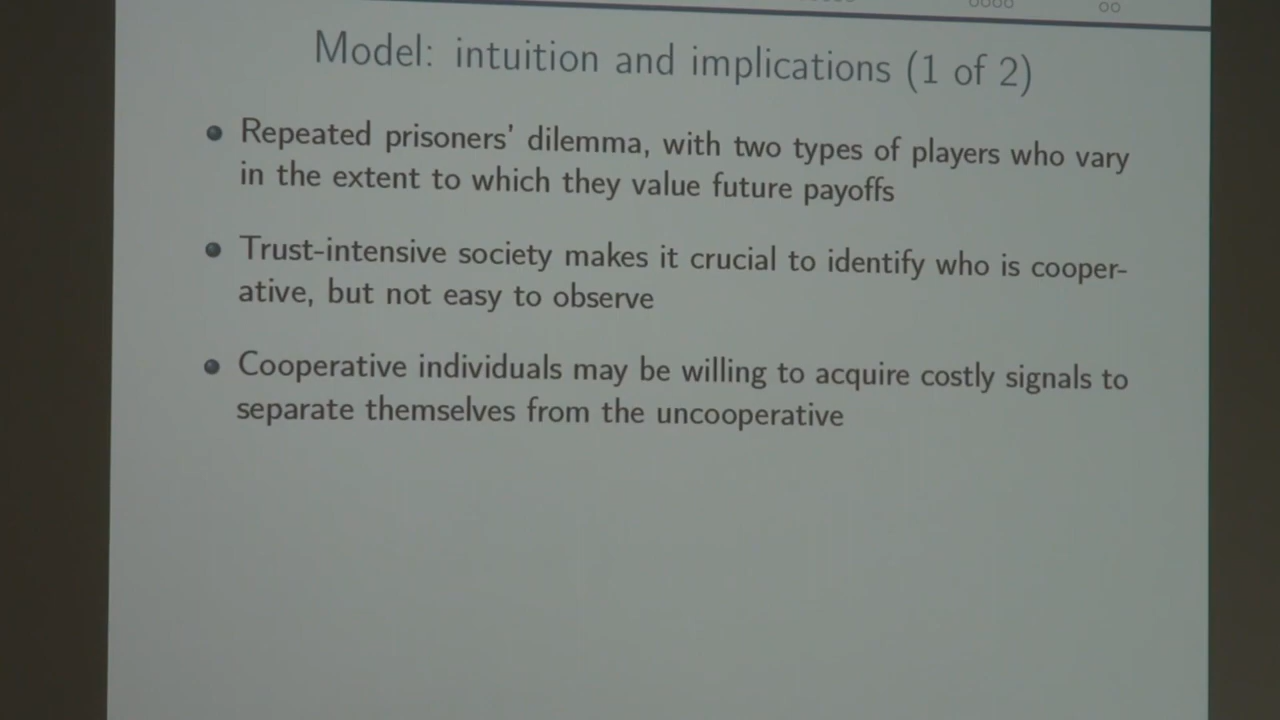 Model: intuition and implications (1 of 2)
Repeated prisoners' dilemma, with two types of players who vary
in the extent to which they value future payoffs
Trust-intensive society makes it crucial to identify who is cooper-
ative, but not easy to observe
Cooperative individuals may be willing to acquire costly signals to
separate themselves from the uncooperative